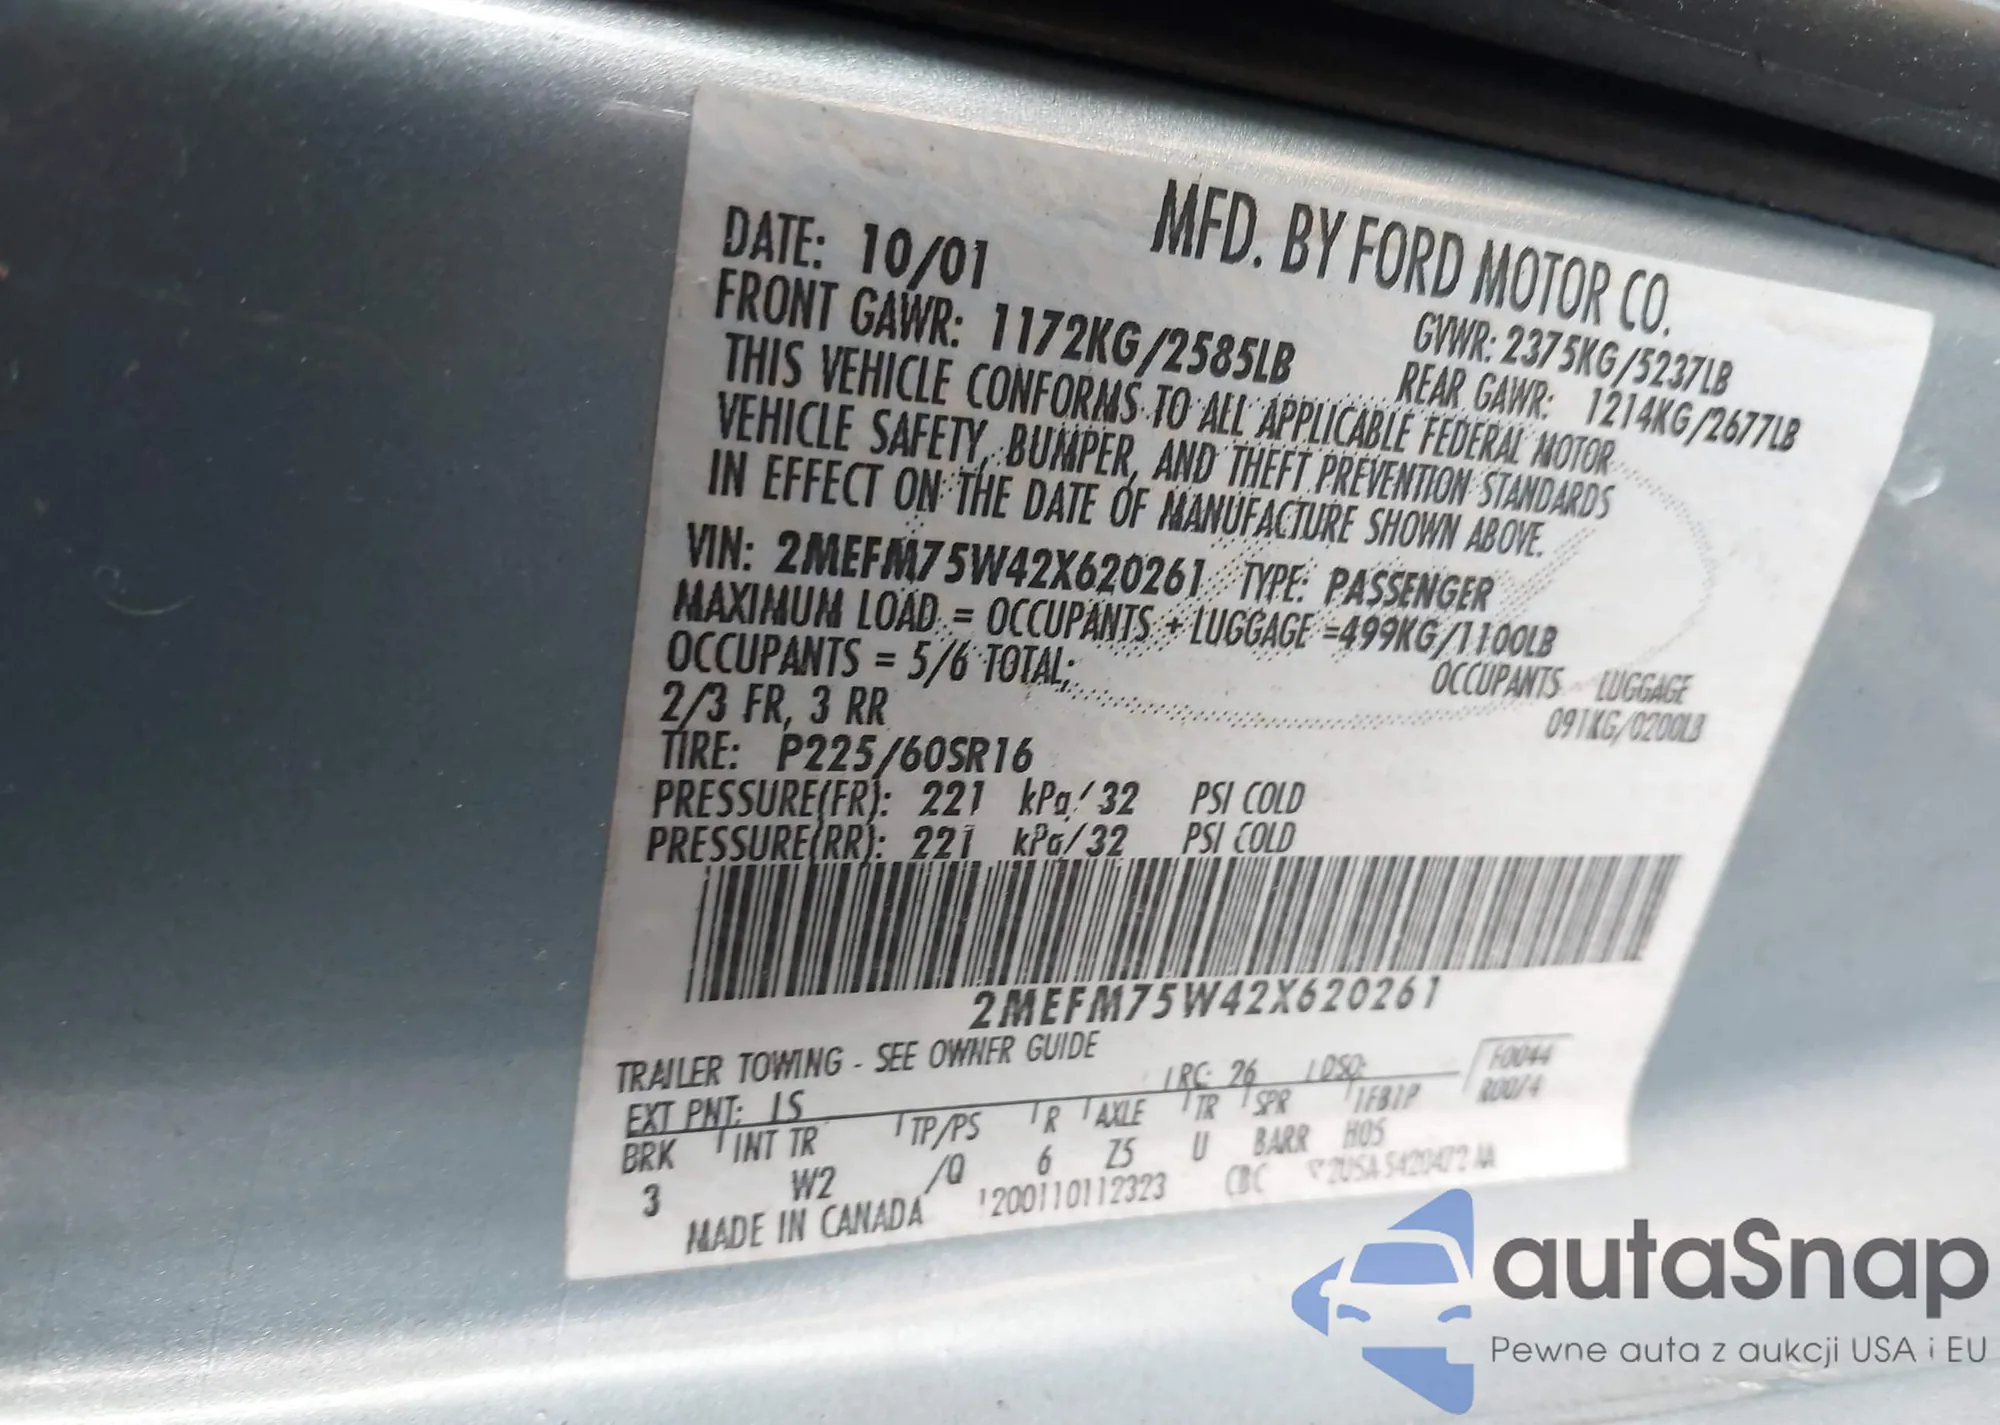 MFD. BY FORD MOTOR CO.
DATE: 10/01 GVWR: 2375KG/5237LB
FRONT GAWR: 1172KG/2585LB REAR GAWR: 1214KG/2677LB
THIS VEHICLE CONFORMS TO ALL APPLICABLE FEDERAL MOTOR
VEHICLE SAFETY, BUMPER, AND THEFT PREVENTION STANDARDS
IN EFFECT ON THE DATE OF MANUFACTURE SHOWN ABOVE.
VIN: 2MEFM75W42X620261 TYPE: PASSENGER
MAXIMUM LOAD = OCCUPANTS + LUGGAGE =499KG/1100LB
OCCUPANTS = 5/6 TOTAL; OCCUPANTS LUGGAGE
2/3 FR, 3 RR 091KG/0200LB
TIRE: P225/60SR16
PRESSURE(FR): 221 kPa/ 32 PSI COLD
PRESSURE(RR): 221 kPa/32 PSI COLD
2MEFM75W42X620261
TRAILER TOWING - SEE OWNER GUIDE
EXT PNT: LS RC: 26 DSO:
BRK INT TR TP/PS R AXLE TR SPR
3 W2 /Q 6 Z5 U BARR H05
MADE IN CANADA 200110112323 CBC
autaSnap
Pewne auta z aukcji USA i EU